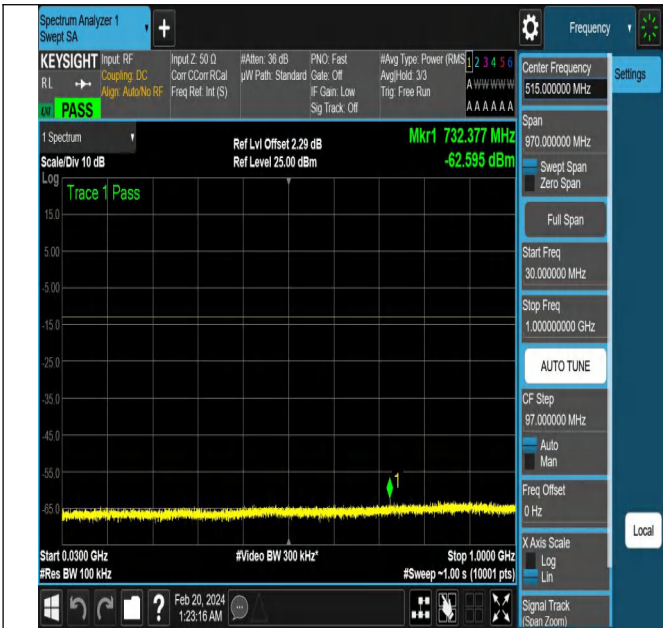 Spectrum Analyzer 1
Swept SA
+
Frequency
KEYSIGHT
RL
PASS
Input: RF
Coupling: DC
Align: Auto/No RF
Input Z: 50 Ω
Corr CCorr RCal
Freq Ref: Int (S)
#Atten: 36 dB
µW Path: Standard
PNO: Fast
Gate: Off
IF Gain: Low
Sig Track: Off
#Avg Type: Power (RMS
Avg|Hold: 3/3
Trig: Free Run
1 2 3 4 5 6
A W W W W W
A A A A A A
1 Spectrum
Scale/Div 10 dB
Log
Ref Lvl Offset 2.29 dB
Ref Level 25.00 dBm
Mkr1 732.377 MHz
-62.595 dBm
Trace 1 Pass
15.0
5.00
-5.00
-15.0
-25.0
-35.0
-45.0
-55.0
-65.0
1
Start 0.0300 GHz
#Res BW 100 kHz
#Video BW 300 kHz*
Stop 1.0000 GHz
#Sweep ~1.00 s (10001 pts)
?
Feb 20, 2024
1:23:16 AM
Center Frequency
515.000000 MHz
Span
970.000000 MHz
Swept Span
Zero Span
Full Span
Start Freq
30.000000 MHz
Stop Freq
1.000000000 GHz
AUTO TUNE
CF Step
97.000000 MHz
Auto
Man
Freq Offset
0 Hz
X Axis Scale
Log
Lin
Signal Track
(Span Zoom)
Settings
Local